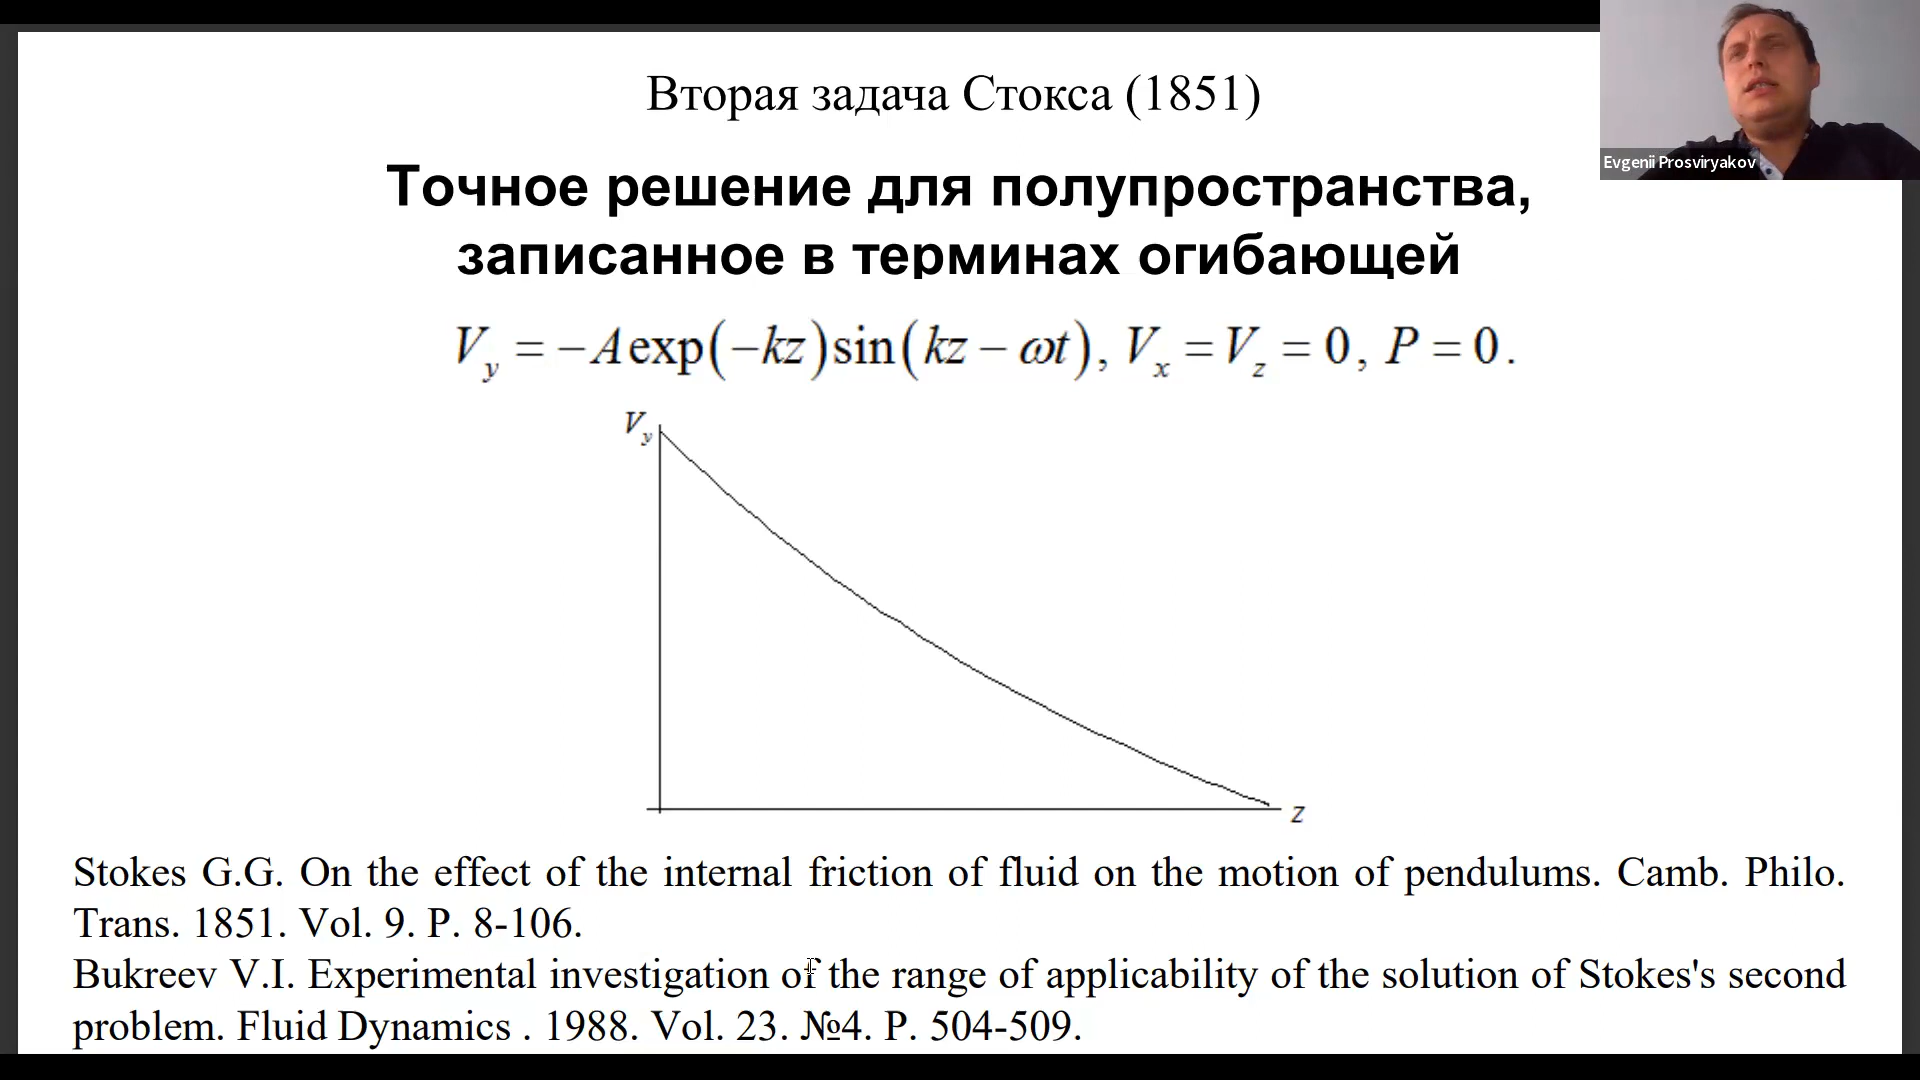 Вторая задача Стокса (1851)
Evgenii Prosviryakov
Точное решение для полупространства,
записанное в терминах огибающей
V_y = −A exp(−kz) sin(kz − ωt), V_x = V_z = 0, P = 0.
V_y
z
Stokes G.G. On the effect of the internal friction of fluid on the motion of pendulums. Camb. Philo.
Trans. 1851. Vol. 9. P. 8-106.
Bukreev V.I. Experimental investigation of the range of applicability of the solution of Stokes's second
problem. Fluid Dynamics . 1988. Vol. 23. №4. P. 504-509.